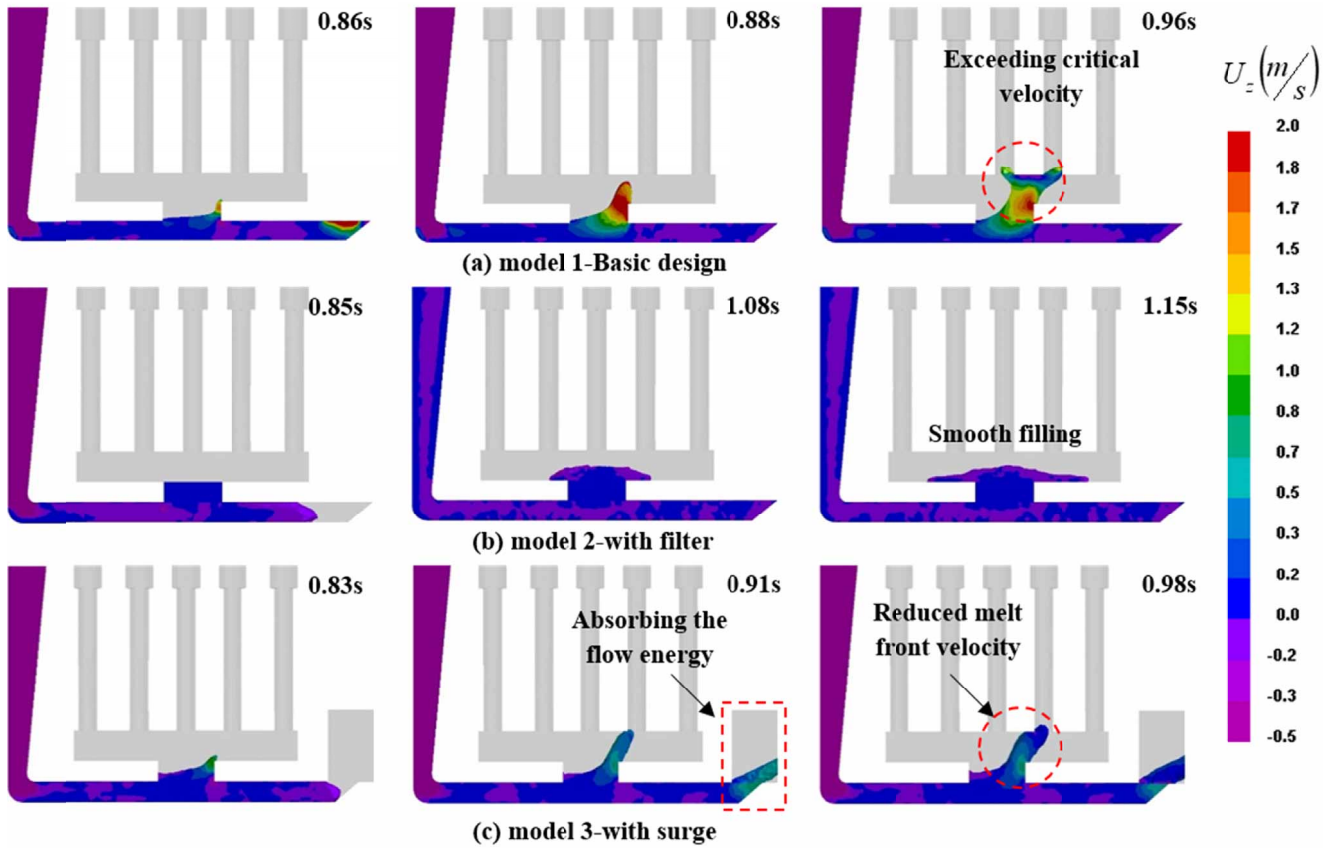 0.86s
0.88s
0.96s
Exceeding critical
velocity
U_z(m/s)
2.0
1.8
1.7
1.5
1.3
1.2
1.0
0.8
0.7
0.5
0.3
0.2
0.0
-0.2
-0.3
-0.5
(a) model 1-Basic design
0.85s
1.08s
1.15s
Smooth filling
(b) model 2-with filter
0.83s
0.91s
0.98s
Absorbing the
flow energy
Reduced melt
front velocity
(c) model 3-with surge